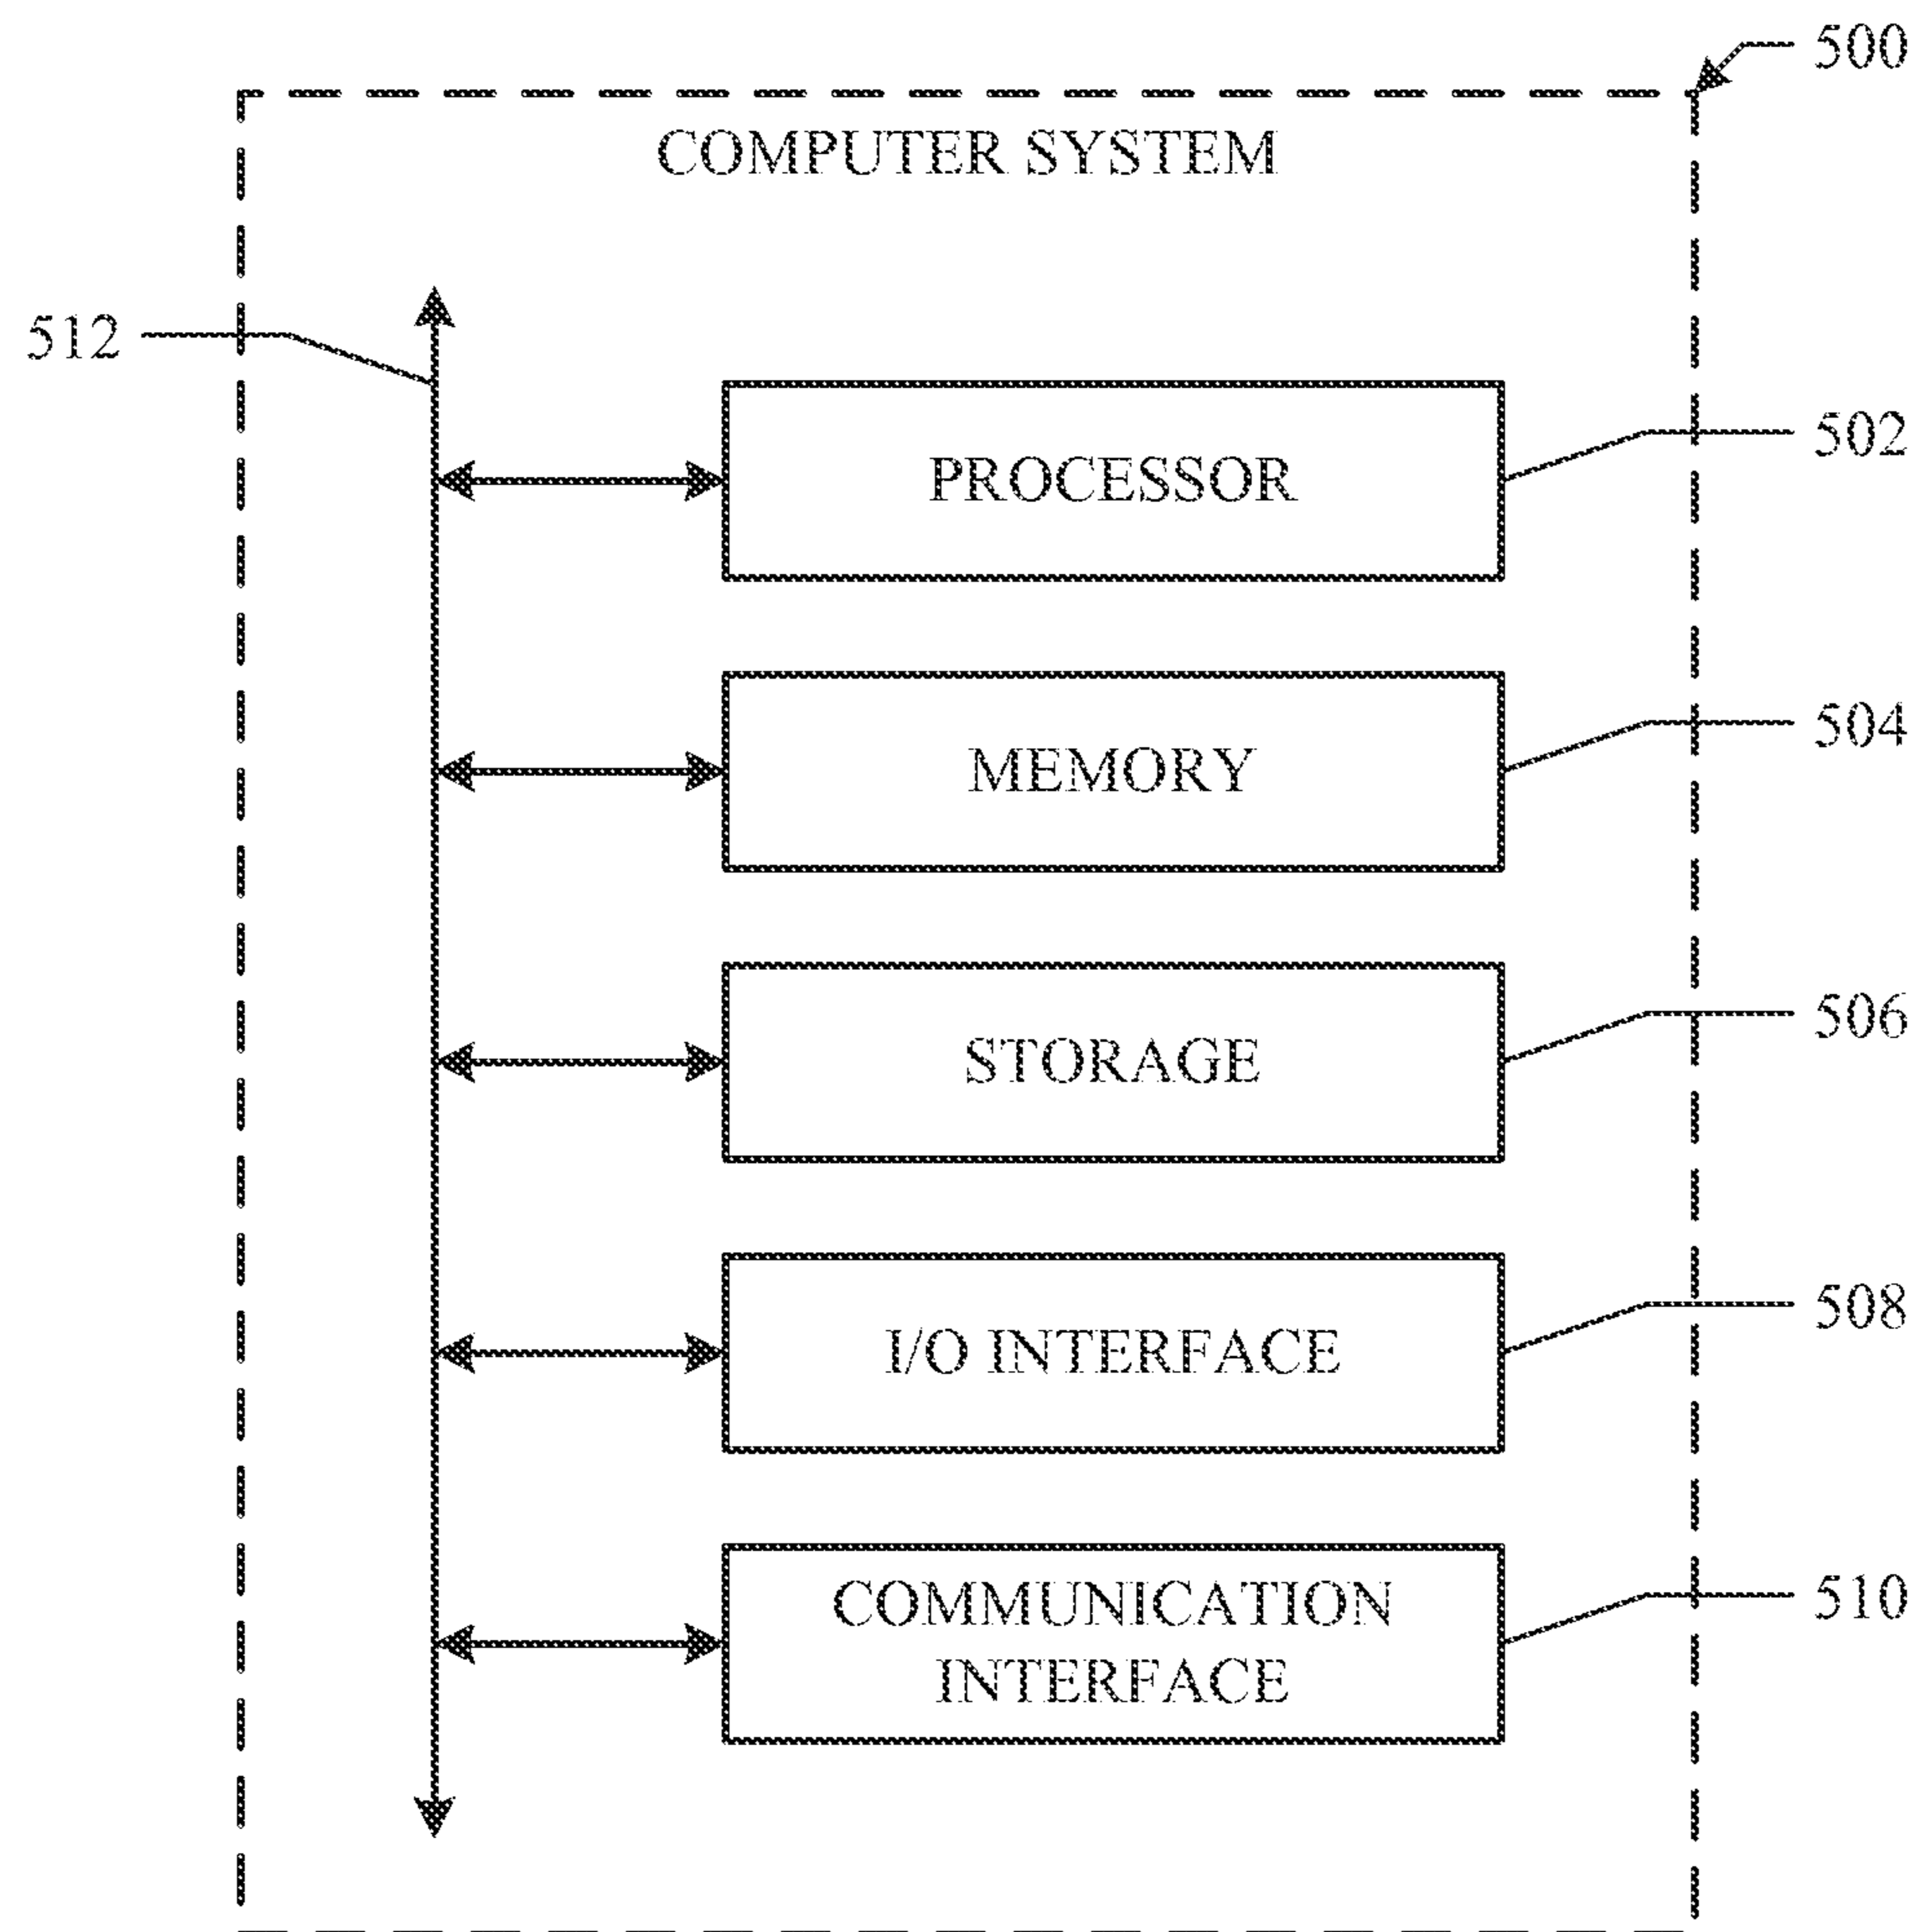 500
COMPUTER SYSTEM
512
502
PROCESSOR
504
MEMORY
506
STORAGE
508
I/O INTERFACE
510
COMMUNICATION
INTERFACE